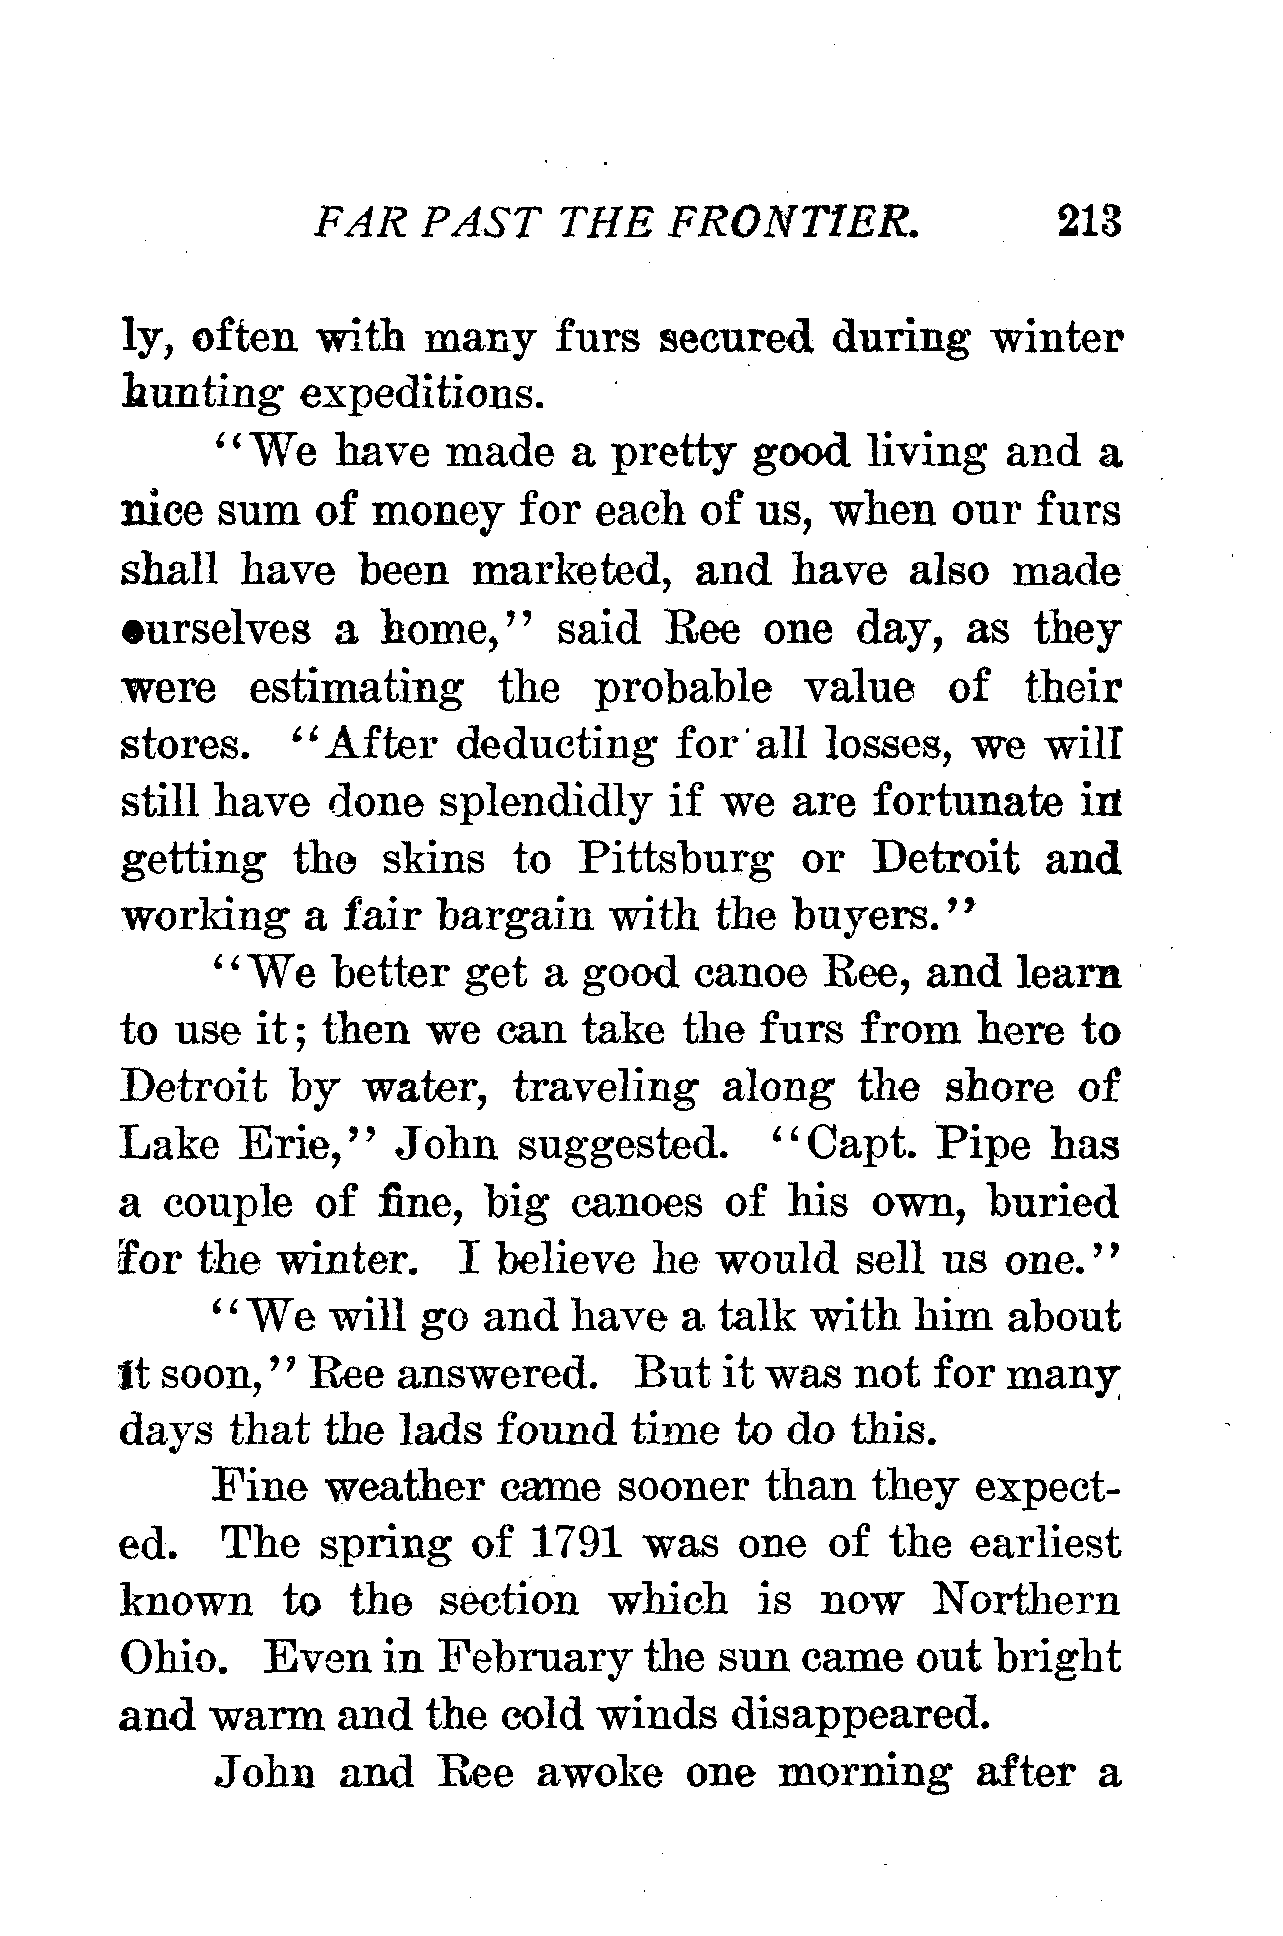 FAR PAST THE FRONTIER. 213
ly, often with many furs secured during winter
hunting expeditions.
"We have made a pretty good living and a
nice sum of money for each of us, when our furs
shall have been marketed, and have also made
ourselves a home," said Ree one day, as they
were estimating the probable value of their
stores. "After deducting for all losses, we will
still have done splendidly if we are fortunate in
getting the skins to Pittsburg or Detroit and
working a fair bargain with the buyers."
"We better get a good canoe Ree, and learn
to use it; then we can take the furs from here to
Detroit by water, traveling along the shore of
Lake Erie," John suggested. "Capt. Pipe has
a couple of fine, big canoes of his own, buried
for the winter. I believe he would sell us one."
"We will go and have a talk with him about
it soon," Ree answered. But it was not for many
days that the lads found time to do this.
Fine weather came sooner than they expect-
ed. The spring of 1791 was one of the earliest
known to the section which is now Northern
Ohio. Even in February the sun came out bright
and warm and the cold winds disappeared.
John and Ree awoke one morning after a